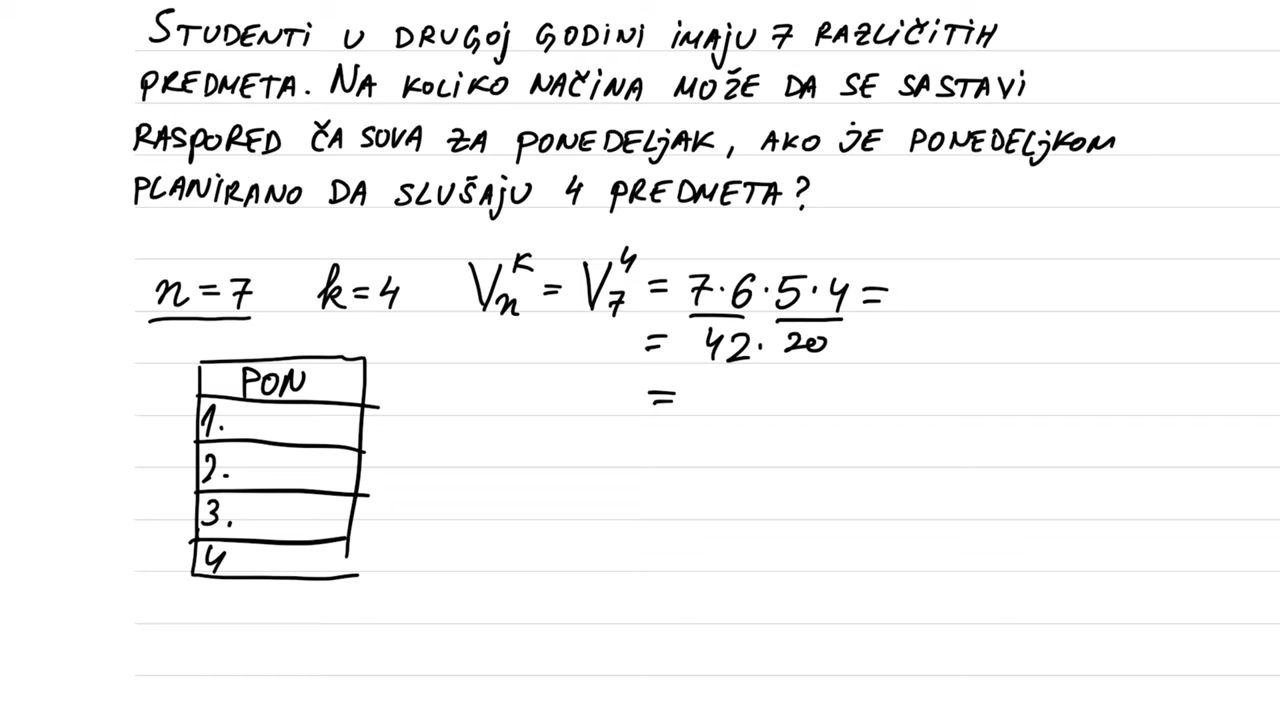 STUDENTI U DRUGOJ GODINI IMAJU 7 RAZLIČITIH
PREDMETA. NA KOLIKO NAČINA MOŽE DA SE SASTAVI
RASPORED ČASOVA ZA PONEDELJAK, AKO JE PONEDELJKOM
PLANIRANO DA SLUŠAJU 4 PREDMETA?
n=7 k=4 V_n^k = V_7^4 = 7·6·5·4 =
= 42·20
=
PON
1.
2.
3.
4